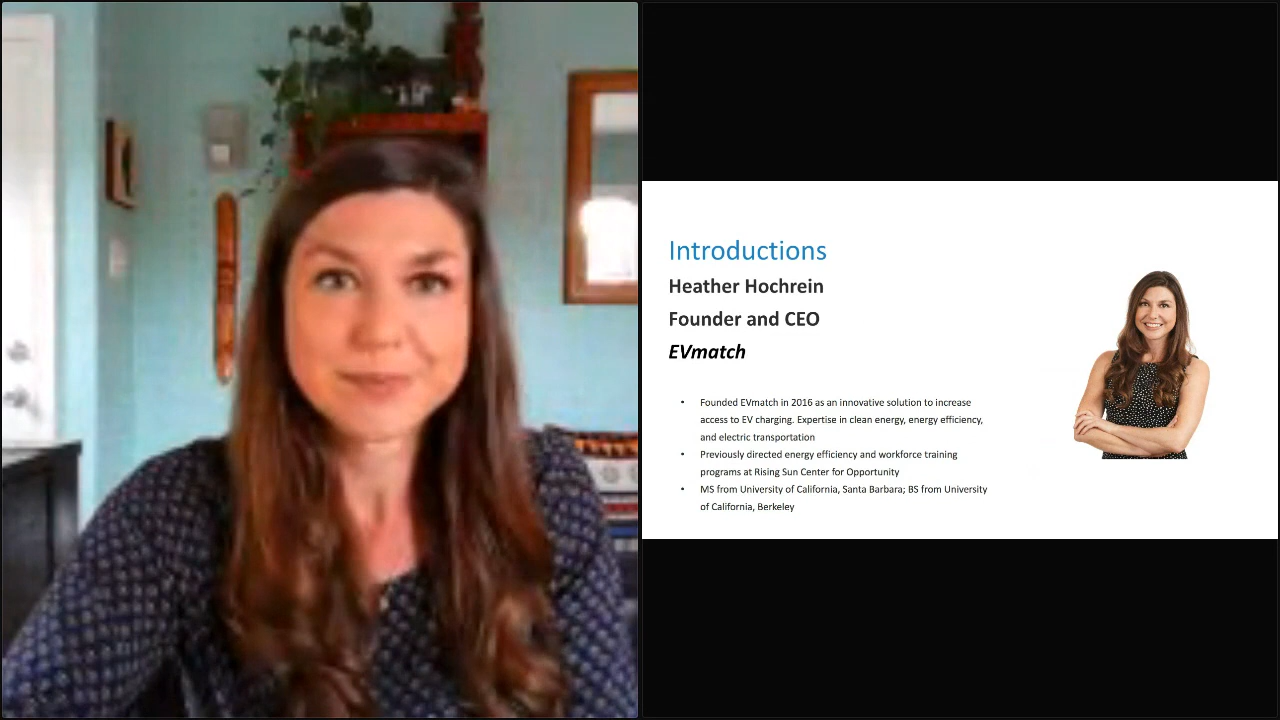 Introductions
Heather Hochrein
Founder and CEO
EVmatch
• Founded EVmatch in 2016 as an innovative solution to increase
access to EV charging. Expertise in clean energy, energy efficiency,
and electric transportation
• Previously directed energy efficiency and workforce training
programs at Rising Sun Center for Opportunity
• MS from University of California, Santa Barbara; BS from University
of California, Berkeley